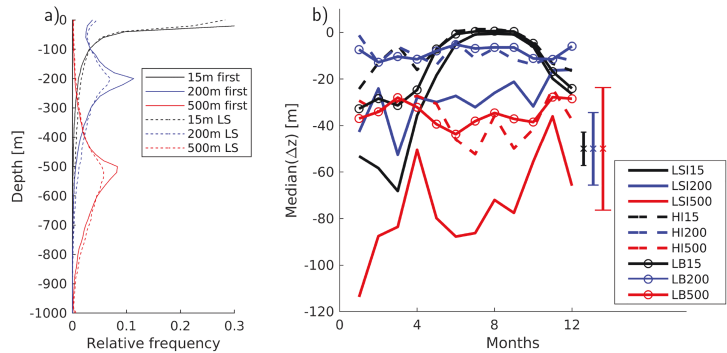 a)
0
-100
-200
-300
-400
-500
-600
-700
-800
-900
-1000
Depth [m]
0
0.1
0.2
0.3
Relative frequency
15m first
200m first
500m first
15m LS
200m LS
500m LS
b)
0
-20
-40
-60
-80
-100
-120
Median(Δz) [m]
0
4
8
12
Months
LSI15
LSI200
LSI500
HI15
HI200
HI500
LB15
LB200
LB500